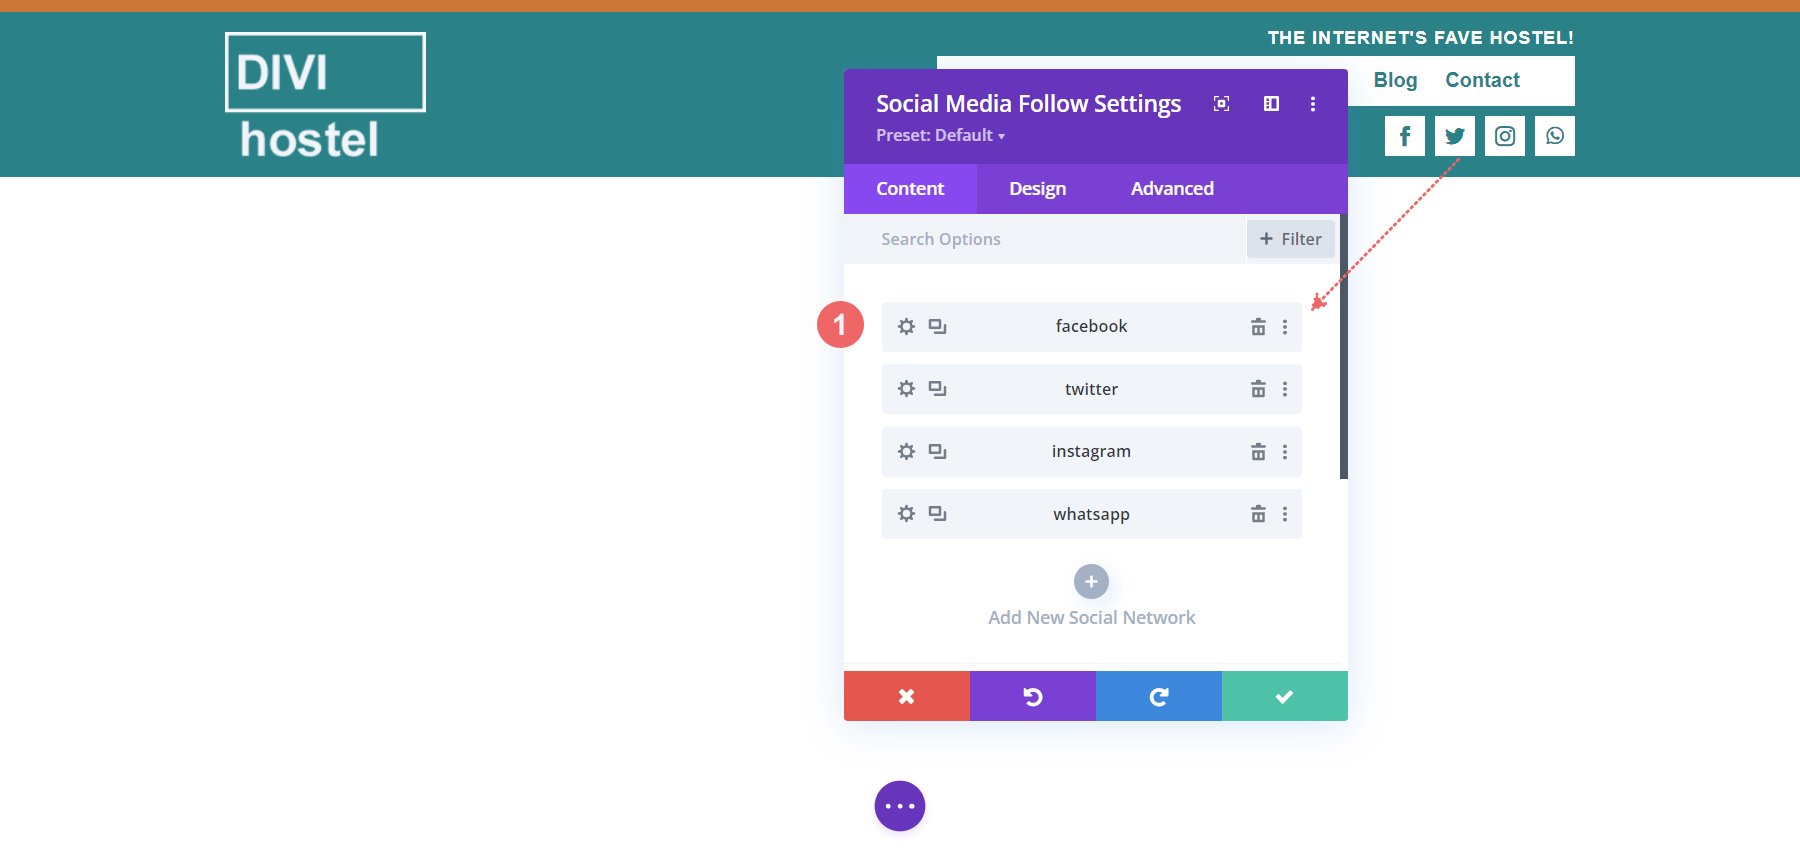 DIVI
hostel
THE INTERNET'S FAVE HOSTEL!
Blog Contact
Social Media Follow Settings
Preset: Default
Content Design Advanced
Search Options
+ Filter
1
facebook
twitter
instagram
whatsapp
Add New Social Network